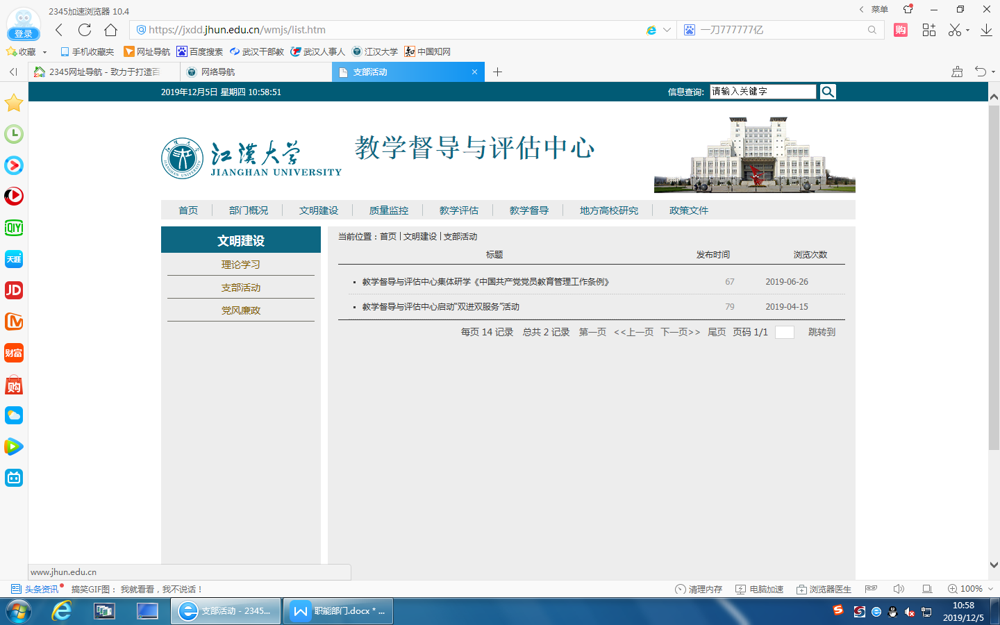 2345加速浏览器 10.4
菜单
登录
https://jxdd.jhun.edu.cn/wmjs/list.htm
一刀777777亿
购
收藏
手机收藏夹
网址导航
百度搜索
武汉干部教
武汉人事人
江汉大学
中国知网
2345网址导航 - 致力于打造百
网络导航
支部活动
2019年12月5日 星期四 10:58:51
信息查询:
请输入关键字
江汉大学
JIANGHAN UNIVERSITY
教学督导与评估中心
首页
部门概况
文明建设
质量监控
教学评估
教学督导
地方高校研究
政策文件
文明建设
理论学习
支部活动
党风廉政
当前位置：首页 | 文明建设 | 支部活动
标题 发布时间 浏览次数
教学督导与评估中心集体研学《中国共产党党员教育管理工作条例》 67 2019-06-26
教学督导与评估中心启动“双进双服务”活动 79 2019-04-15
每页 14 记录 总共 2 记录 第一页 <<上一页 下一页>> 尾页 页码 1/1 跳转到
iQIYI
天涯
JD
财富
购
www.jhun.edu.cn
头条资讯
搞笑GIF图： 我就看看，我不说话！
清理内存
电脑加速
浏览器医生
100%
支部活动 - 2345...
职能部门.docx * ...
10:58
2019/12/5